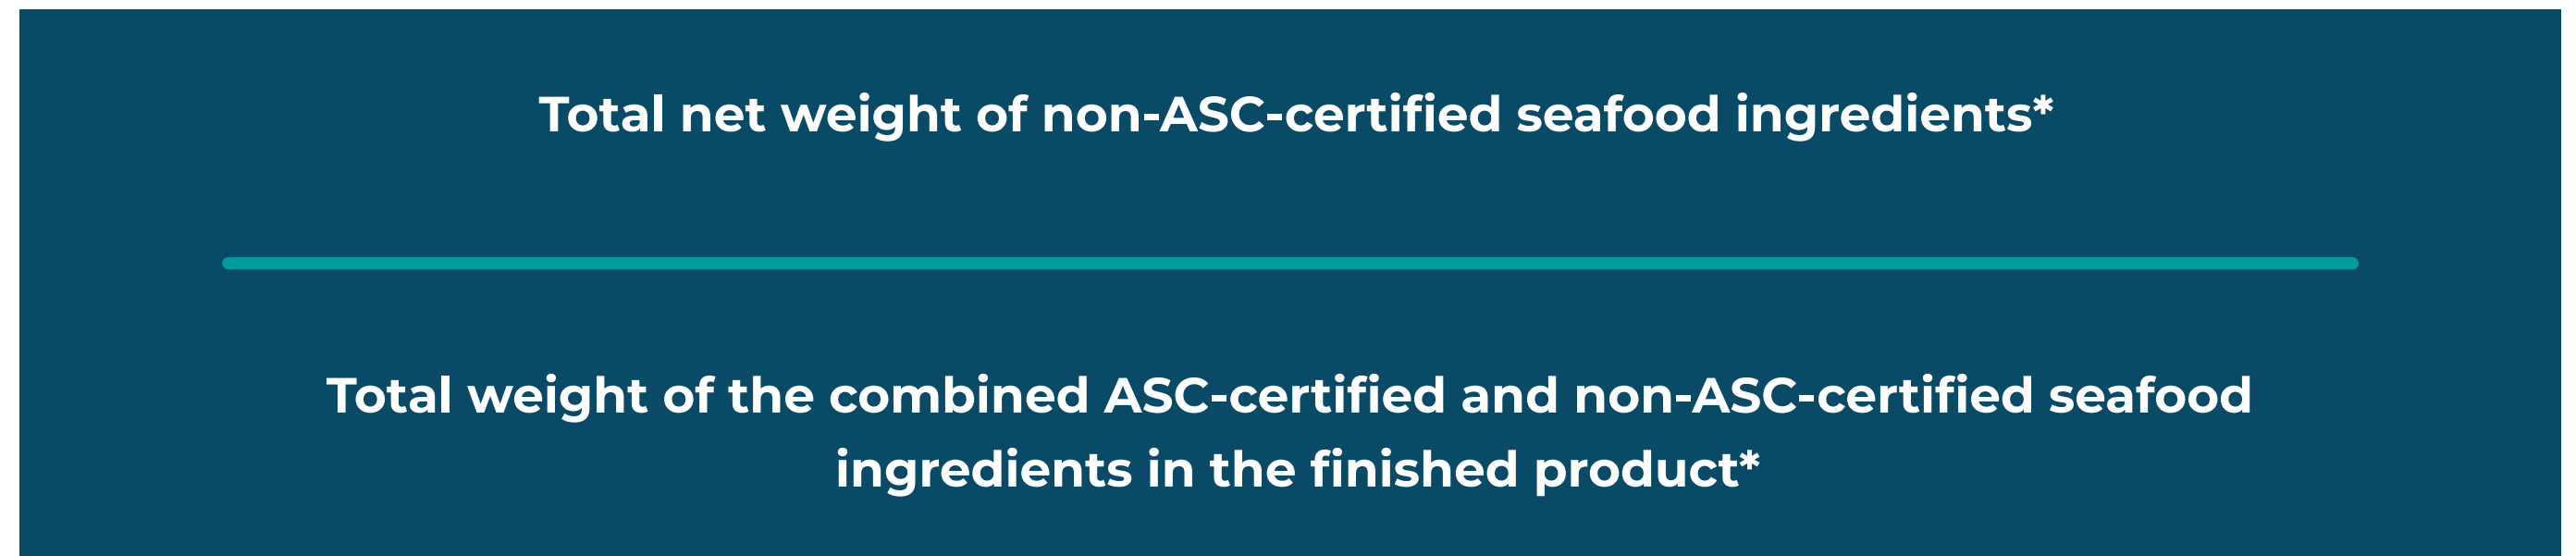 Total net weight of non-ASC-certified seafood ingredients*
Total weight of the combined ASC-certified and non-ASC-certified seafood
ingredients in the finished product*